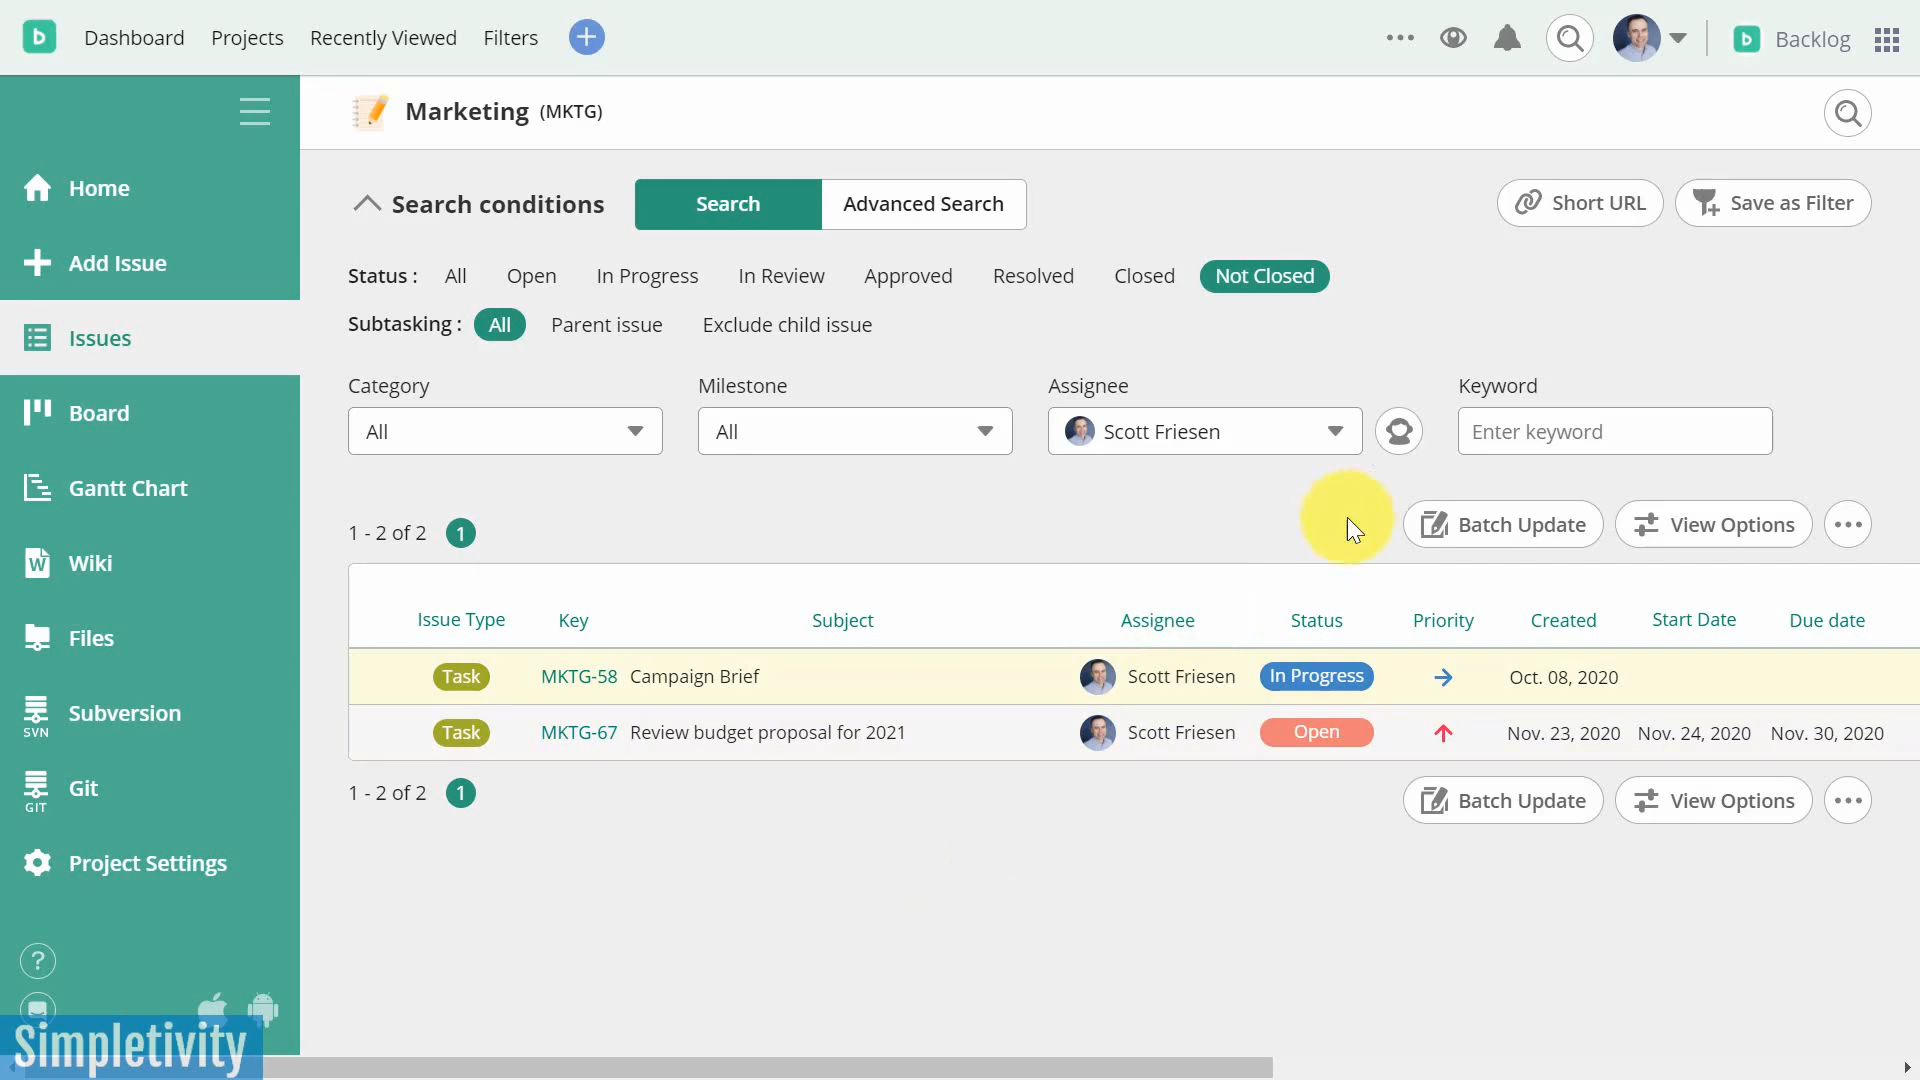 b Dashboard Projects Recently Viewed Filters b Backlog
Marketing (MKTG)
Home
Add Issue
Issues
Board
Gantt Chart
Wiki
Files
SVN Subversion
GIT Git
Project Settings
?
Search conditions Search Advanced Search Short URL Save as Filter
Status : All Open In Progress In Review Approved Resolved Closed Not Closed
Subtasking : All Parent issue Exclude child issue
Category Milestone Assignee Keyword
All All Scott Friesen Enter keyword
1 - 2 of 2 1 Batch Update View Options
Issue Type Key Subject Assignee Status Priority Created Start Date Due date
Task MKTG-58 Campaign Brief Scott Friesen In Progress Oct. 08, 2020
Task MKTG-67 Review budget proposal for 2021 Scott Friesen Open Nov. 23, 2020 Nov. 24, 2020 Nov. 30, 2020
1 - 2 of 2 1 Batch Update View Options
Simpletivity